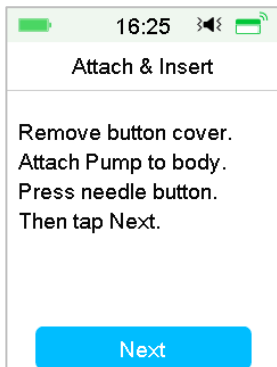 16:25
Attach & Insert
Remove button cover.
Attach Pump to body.
Press needle button.
Then tap Next.
Next